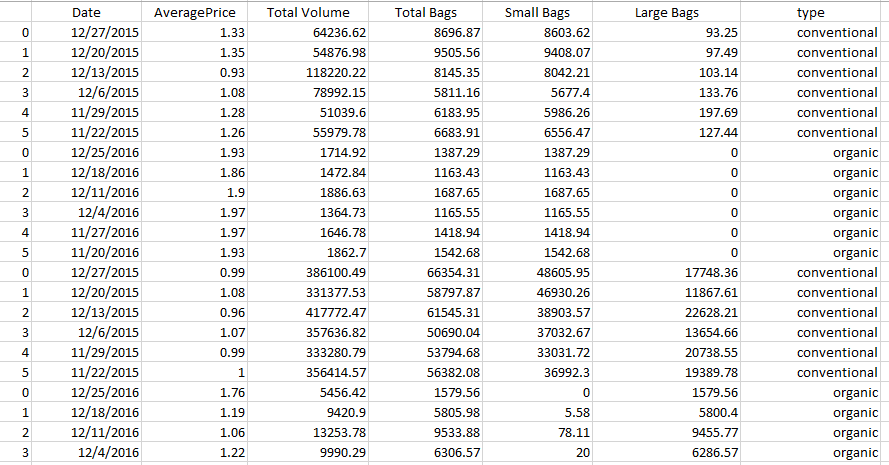 Date AveragePrice Total Volume Total Bags Small Bags Large Bags type
0 12/27/2015 1.33 64236.62 8696.87 8603.62 93.25 conventional
1 12/20/2015 1.35 54876.98 9505.56 9408.07 97.49 conventional
2 12/13/2015 0.93 118220.22 8145.35 8042.21 103.14 conventional
3 12/6/2015 1.08 78992.15 5811.16 5677.4 133.76 conventional
4 11/29/2015 1.28 51039.6 6183.95 5986.26 197.69 conventional
5 11/22/2015 1.26 55979.78 6683.91 6556.47 127.44 conventional
0 12/25/2016 1.93 1714.92 1387.29 1387.29 0 organic
1 12/18/2016 1.86 1472.84 1163.43 1163.43 0 organic
2 12/11/2016 1.9 1886.63 1687.65 1687.65 0 organic
3 12/4/2016 1.97 1364.73 1165.55 1165.55 0 organic
4 11/27/2016 1.97 1646.78 1418.94 1418.94 0 organic
5 11/20/2016 1.93 1862.7 1542.68 1542.68 0 organic
0 12/27/2015 0.99 386100.49 66354.31 48605.95 17748.36 conventional
1 12/20/2015 1.08 331377.53 58797.87 46930.26 11867.61 conventional
2 12/13/2015 0.96 417772.47 61545.31 38903.57 22628.21 conventional
3 12/6/2015 1.07 357636.82 50690.04 37032.67 13654.66 conventional
4 11/29/2015 0.99 333280.79 53794.68 33031.72 20738.55 conventional
5 11/22/2015 1 356414.57 56382.08 36992.3 19389.78 conventional
0 12/25/2016 1.76 5456.42 1579.56 0 1579.56 organic
1 12/18/2016 1.19 9420.9 5805.98 5.58 5800.4 organic
2 12/11/2016 1.06 13253.78 9533.88 78.11 9455.77 organic
3 12/4/2016 1.22 9990.29 6306.57 20 6286.57 organic